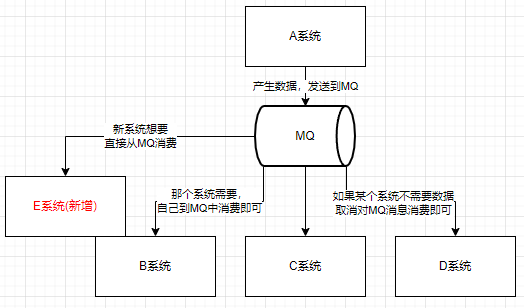 A系统
产生数据，发送到MQ
MQ
新系统想要
直接从MQ消费
E系统(新增)
那个系统需要，
自己到MQ中消费即可
如果某个系统不需要数据
取消对MQ消息消费即可
B系统
C系统
D系统